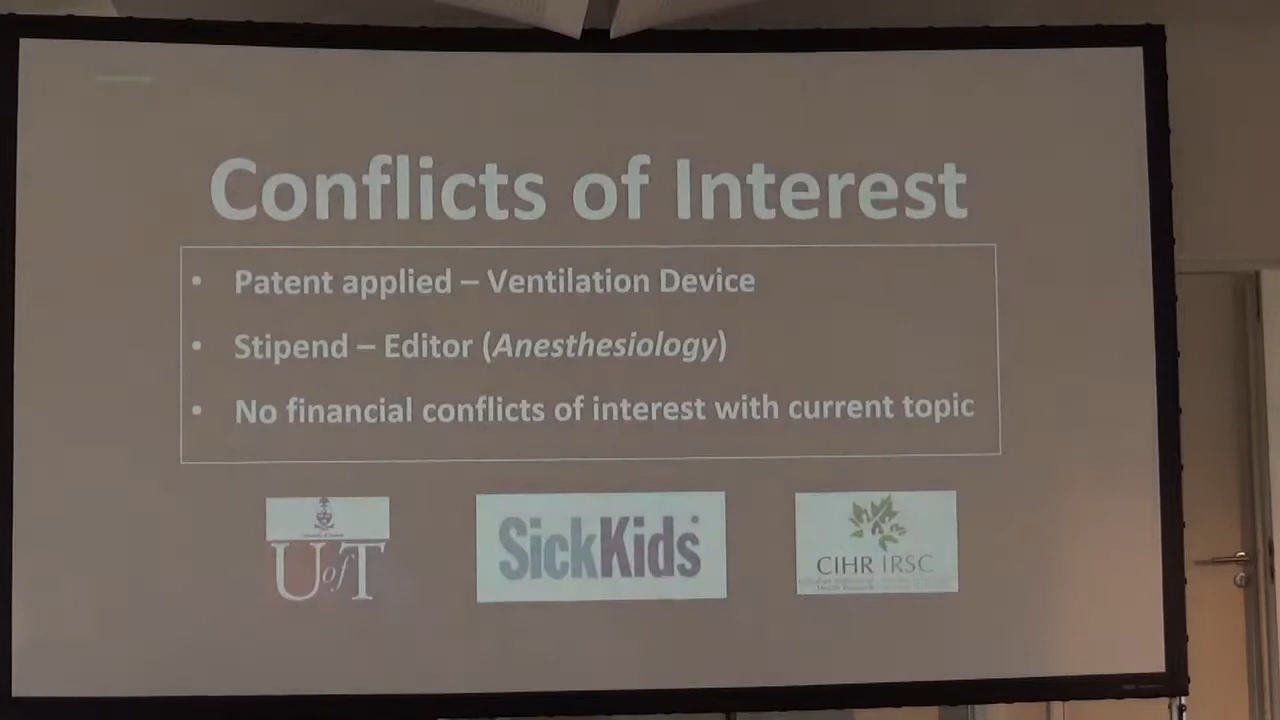 Conflicts of Interest
• Patent applied – Ventilation Device
• Stipend – Editor (Anesthesiology)
• No financial conflicts of interest with current topic
UofT
SickKids
CIHR IRSC